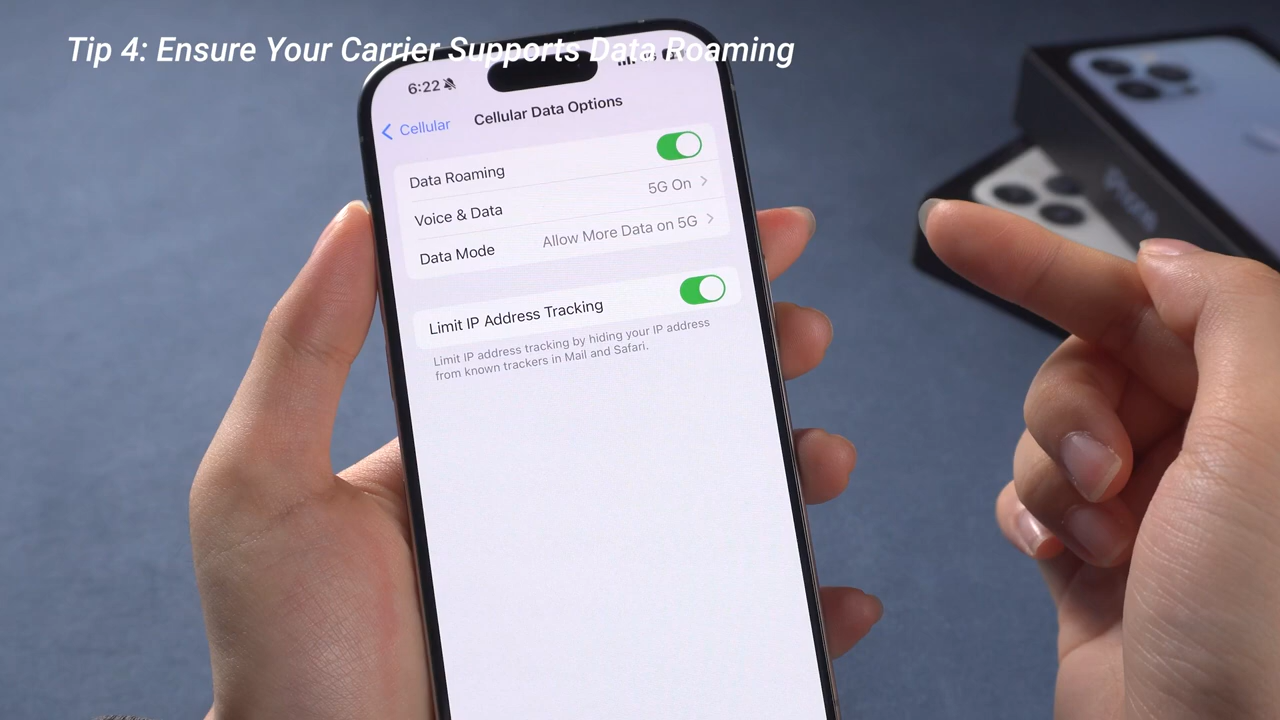 Tip 4: Ensure Your Carrier Supports Data Roaming
6:22
Cellular
Cellular Data Options
Data Roaming
Voice & Data
5G On
Data Mode
Allow More Data on 5G
Limit IP Address Tracking
Limit IP address tracking by hiding your IP address
from known trackers in Mail and Safari.